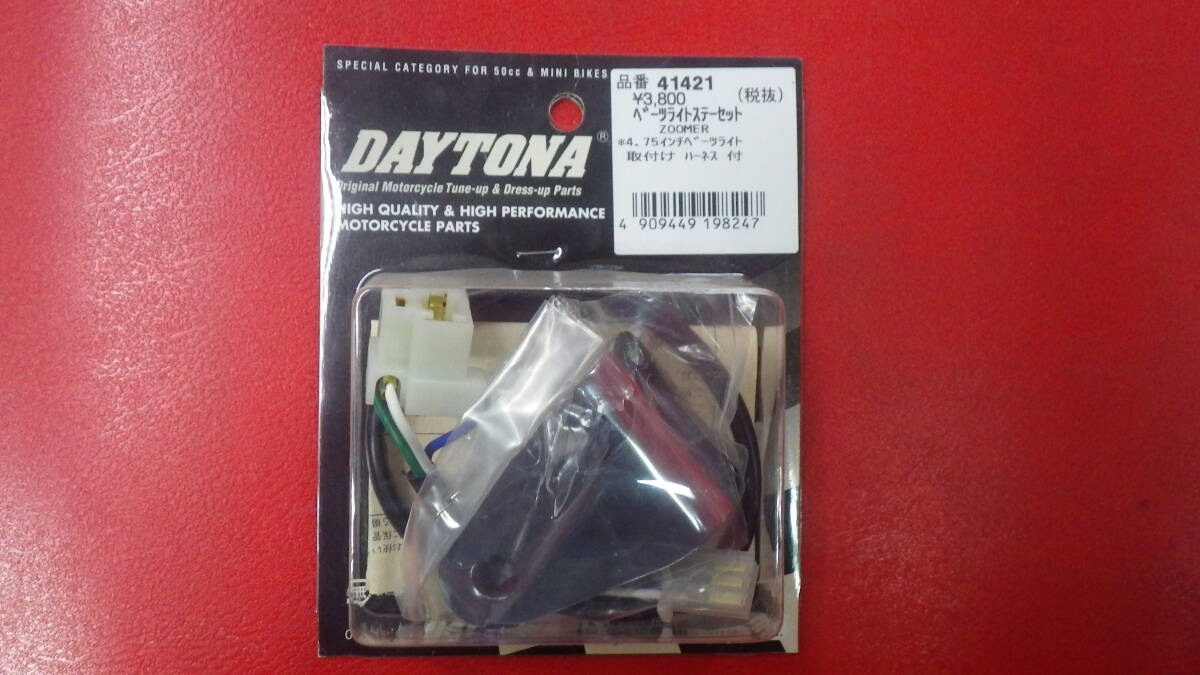 SPECIAL CATEGORY FOR 50cc & MINI BIKES
DAYTONA®
Original Motorcycle Tune-up & Dress-up Parts
HIGH QUALITY & HIGH PERFORMANCE
MOTORCYCLE PARTS
品番 41421
¥3,800 (税抜)
ベーツライトステーセット
ZOOMER
*4.75インチベーツライト
取付け ハーネス 付
4 909449 198247